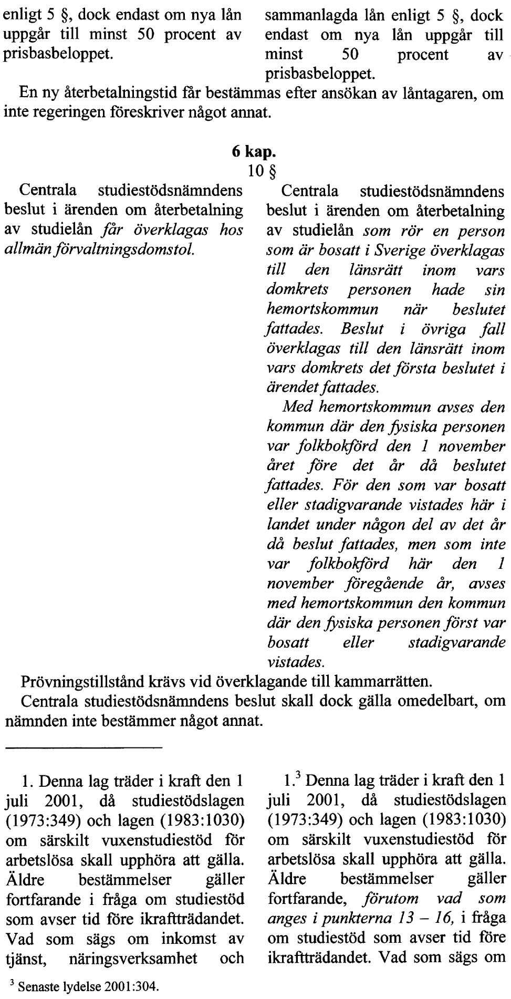 enligt 5 §, dock endast om nya lån
uppgår till minst 50 procent av
prisbasbeloppet.
sammanlagda lån enligt 5 §, dock
endast om nya lån uppgår till
minst 50 procent av
prisbasbeloppet.
En ny återbetalningstid får bestämmas efter ansökan av låntagaren, om
inte regeringen föreskriver något annat.
6 kap.
10 §
Centrala studiestödsnämndens
beslut i ärenden om återbetalning
av studielån får överklagas hos
allmän förvaltningsdomstol.
Centrala studiestödsnämndens
beslut i ärenden om återbetalning
av studielån som rör en person
som är bosatt i Sverige överklagas
till den länsrätt inom vars
domkrets personen hade sin
hemortskommun när beslutet
fattades. Beslut i övriga fall
överklagas till den länsrätt inom
vars domkrets det första beslutet i
ärendet fattades.
Med hemortskommun avses den
kommun där den fysiska personen
var folkbokförd den 1 november
året före det år då beslutet
fattades. För den som var bosatt
eller stadigvarande vistades här i
landet under någon del av det år
då beslut fattades, men som inte
var folkbokförd här den 1
november föregående år, avses
med hemortskommun den kommun
där den fysiska personen först var
bosatt eller stadigvarande
vistades.
Prövningstillstånd krävs vid överklagande till kammarrätten.
Centrala studiestödsnämndens beslut skall dock gälla omedelbart, om
nämnden inte bestämmer något annat.
1. Denna lag träder i kraft den 1
juli 2001, då studiestödslagen
(1973:349) och lagen (1983:1030)
om särskilt vuxenstudiestöd för
arbetslösa skall upphöra att gälla.
Äldre bestämmelser gäller
fortfarande i fråga om studiestöd
som avser tid före ikraftträdandet.
Vad som sägs om inkomst av
tjänst, näringsverksamhet och
1.³ Denna lag träder i kraft den 1
juli 2001, då studiestödslagen
(1973:349) och lagen (1983:1030)
om särskilt vuxenstudiestöd för
arbetslösa skall upphöra att gälla.
Äldre bestämmelser gäller
fortfarande, förutom vad som
anges i punkterna 13 – 16, i fråga
om studiestöd som avser tid före
ikraftträdandet. Vad som sägs om
³ Senaste lydelse 2001:304.